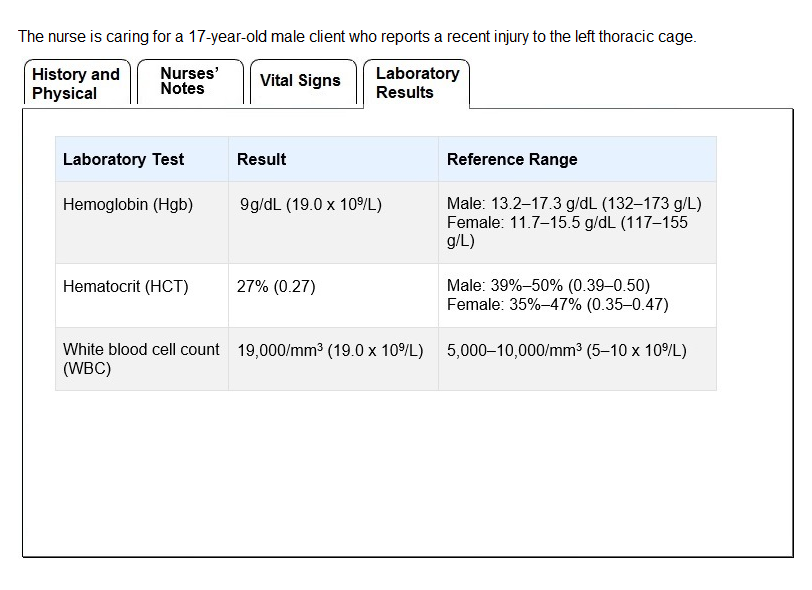 The nurse is caring for a 17-year-old male client who reports a recent injury to the left thoracic cage.
History and
Physical
Nurses’
Notes
Vital Signs
Laboratory
Results
Laboratory Test
Result
Reference Range
Hemoglobin (Hgb)
9g/dL (19.0 x 10⁹/L)
Male: 13.2–17.3 g/dL (132–173 g/L)
Female: 11.7–15.5 g/dL (117–155
g/L)
Hematocrit (HCT)
27% (0.27)
Male: 39%–50% (0.39–0.50)
Female: 35%–47% (0.35–0.47)
White blood cell count
(WBC)
19,000/mm³ (19.0 x 10⁹/L)
5,000–10,000/mm³ (5–10 x 10⁹/L)